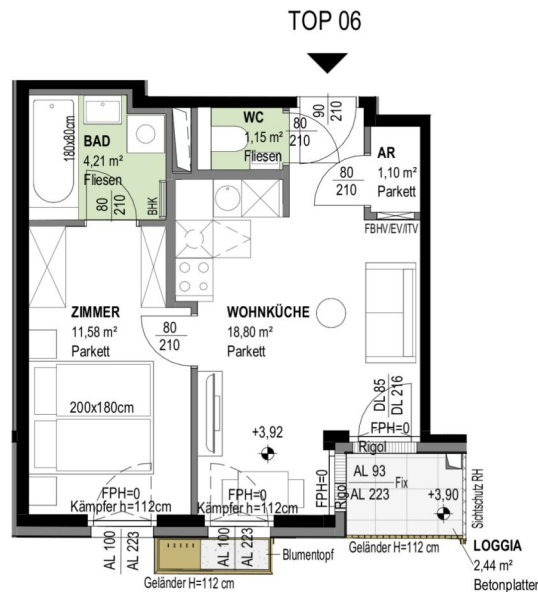 TOP 06
WC
1,15 m²
Fliesen
80
210
90
210
BAD
4,21 m²
Fliesen
180x80cm
80
210
BHK
AR
1,10 m²
Parkett
80
210
FBHV/EV/ITV
ZIMMER
11,58 m²
Parkett
80
210
WOHNKÜCHE
18,80 m²
Parkett
200x180cm
+3,92
DL 85
DL 216
FPH=0
Rigol
FPH=0
Kämpfer h=112cm
FPH=0
Kämpfer h=112cm
FPH=0
Rigol
AL 93
AL 223
Fix
+3,90
Sichtschutz RH
AL 100
AL 223
AL 100
AL 223
Blumentopf
Geländer H=112 cm
Geländer H=112 cm
LOGGIA
2,44 m²
Betonplatten